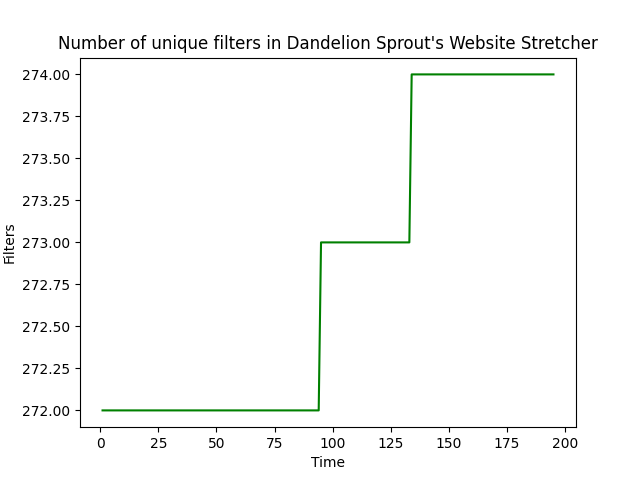 Number of unique filters in Dandelion Sprout's Website Stretcher
274.00
273.75
273.50
273.25
273.00
272.75
272.50
272.25
272.00
Filters
0 25 50 75 100 125 150 175 200
Time